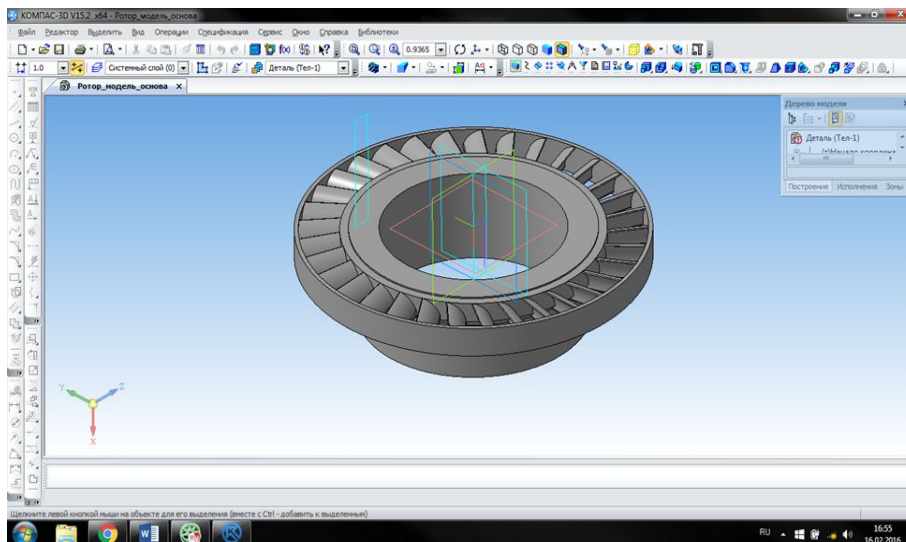 КОМПАС-3D V15.2 x64 - Ротор_модель_основа
Файл Редактор Выделить Вид Операции Спецификация Сервис Окно Справка Библиотеки
0.9365
1.0 Системный слой (0) Деталь (Тел-1)
Ротор_модель_основа
Дерево модели
Деталь (Тел-1)
(т)Начало координа
Построение Исполнения Зоны
Y Z
X
Щелкните левой кнопкой мыши на объекте для его выделения (вместе с Ctrl - добавить к выделенным)
RU 16:55
16.02.2016